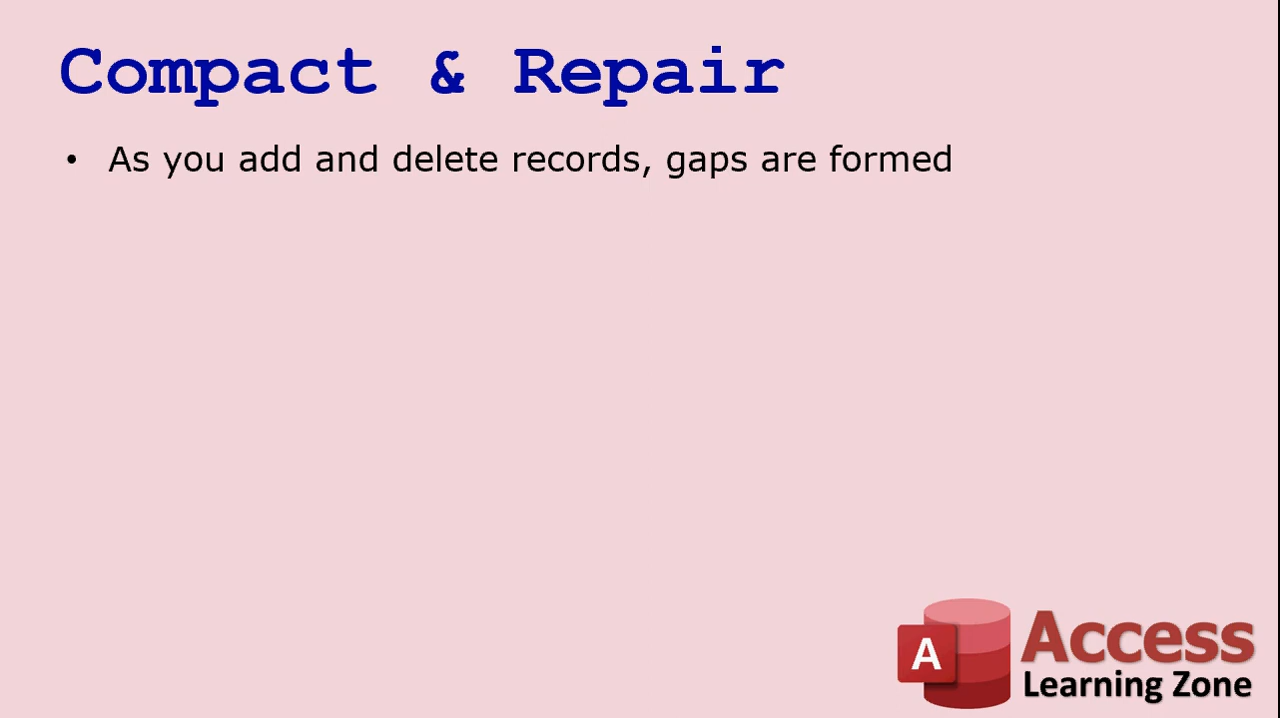 Compact & Repair
• As you add and delete records, gaps are formed
A
Access
Learning Zone